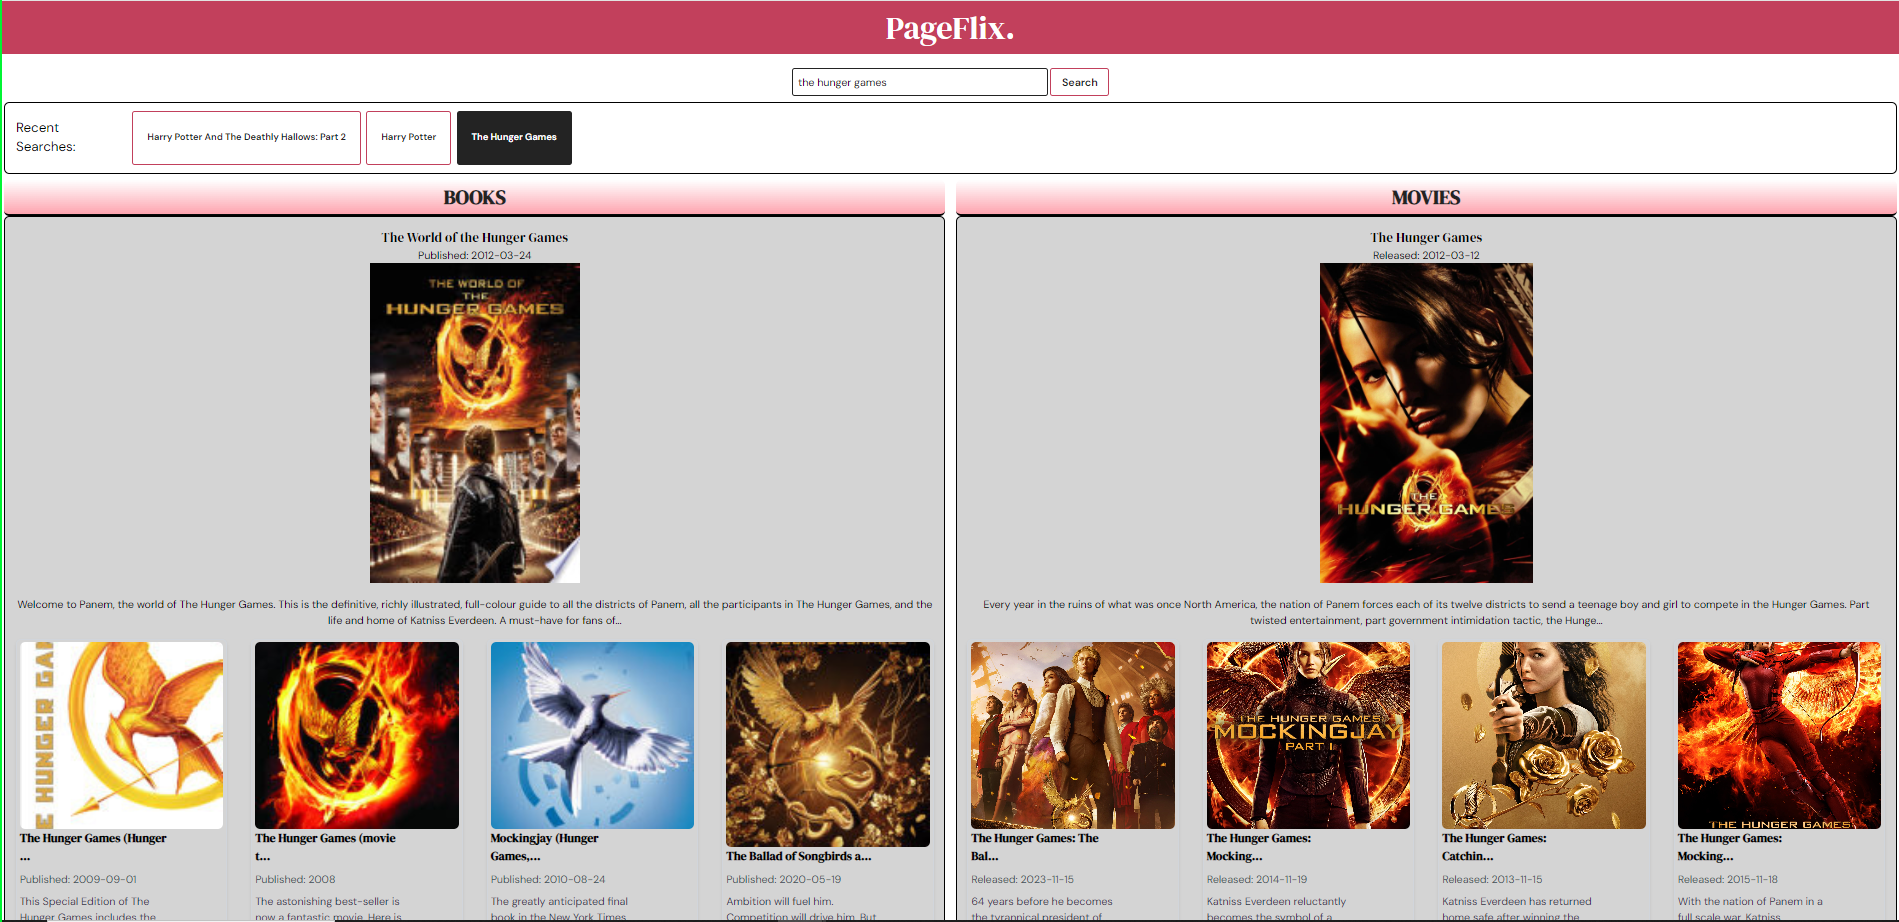 PageFlix.
the hunger games
Search
Recent
Searches:
Harry Potter And The Deathly Hallows: Part 2
Harry Potter
The Hunger Games
BOOKS
The World of the Hunger Games
Published: 2012-03-24
THE WORLD OF
THE
HUNGER GAMES
Welcome to Panem, the world of The Hunger Games. This is the definitive, richly illustrated, full-colour guide to all the districts of Panem, all the participants in The Hunger Games, and the
life and home of Katniss Everdeen. A must-have for fans of...
E HUNGER GAM
The Hunger Games (Hunger
...
Published: 2009-09-01
This Special Edition of The
Hunger Games includes the
The Hunger Games (movie
t...
Published: 2008
The astonishing best-seller is
now a fantastic movie. Here is
Mockingjay (Hunger
Games,...
Published: 2010-08-24
The greatly anticipated final
book in the New York Times
The Ballad of Songbirds a...
Published: 2020-05-19
Ambition will fuel him.
Competition will drive him. But
MOVIES
The Hunger Games
Released: 2012-03-12
THE
HUNGER GAMES
Every year in the ruins of what was once North America, the nation of Panem forces each of its twelve districts to send a teenage boy and girl to compete in the Hunger Games. Part
twisted entertainment, part government intimidation tactic, the Hunge...
The Hunger Games: The
Bal...
Released: 2023-11-15
64 years before he becomes
the tyrannical president of
THE HUNGER GAMES
MOCKINGJAY
PART 1
The Hunger Games:
Mocking...
Released: 2014-11-19
Katniss Everdeen reluctantly
becomes the symbol of a
The Hunger Games:
Catchin...
Released: 2013-11-15
Katniss Everdeen has returned
home safe after winning the
THE HUNGER GAMES
The Hunger Games:
Mocking...
Released: 2015-11-18
With the nation of Panem in a
full scale war, Katniss